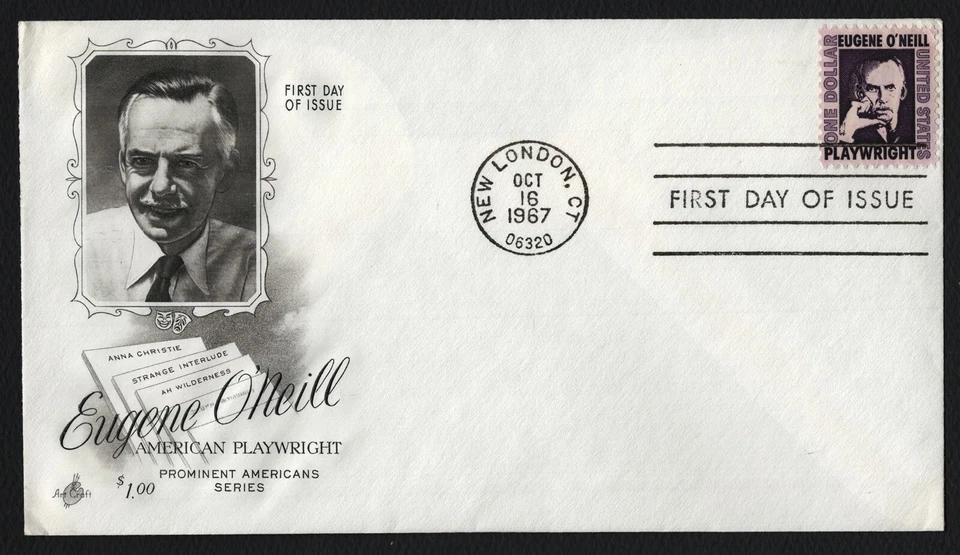 FIRST DAY
OF ISSUE
ANNA CHRISTIE
STRANGE INTERLUDE
AH WILDERNESS
Eugene O'Neill
AMERICAN PLAYWRIGHT
PROMINENT AMERICANS
SERIES
$1.00
Art Craft
NEW LONDON, CT
OCT
16
1967
06320
EUGENE O'NEILL
ONE DOLLAR
UNITED STATES
PLAYWRIGHT
FIRST DAY OF ISSUE